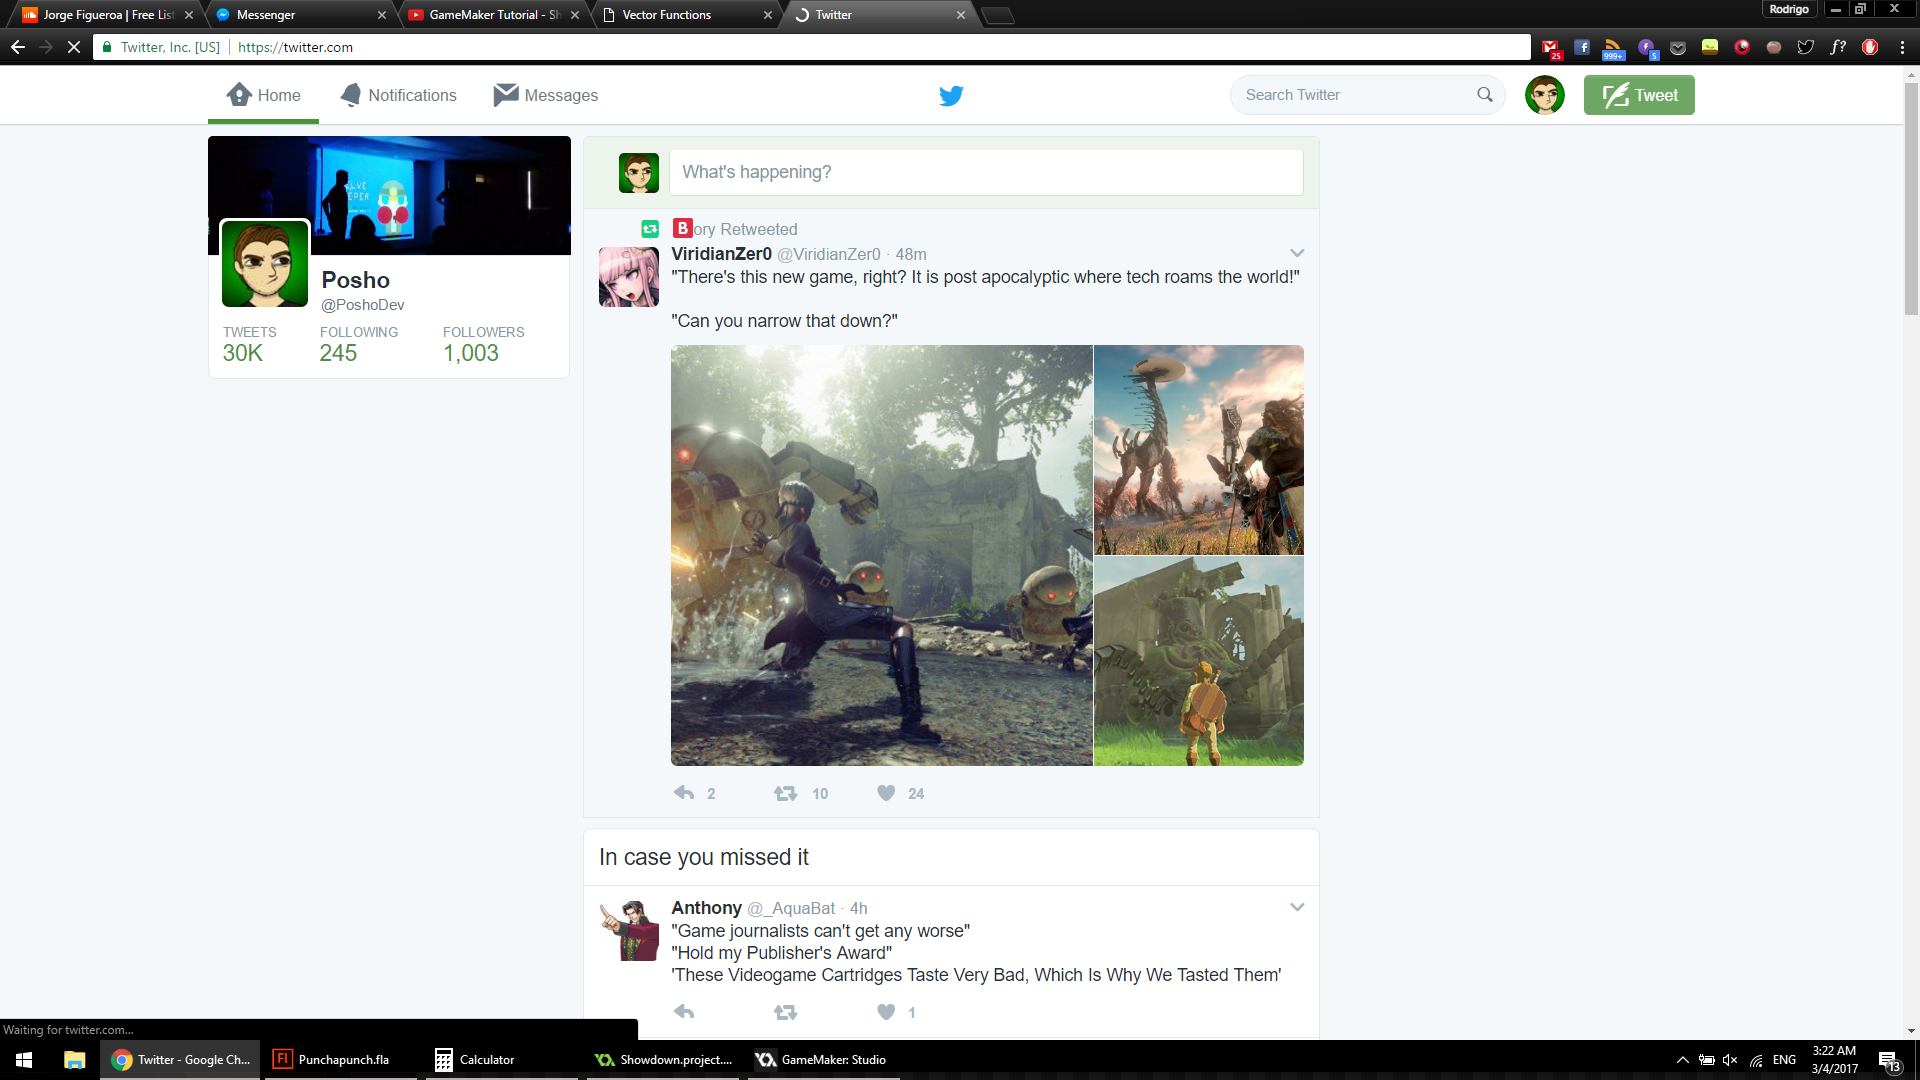 Jorge Figueroa | Free List
Messenger
GameMaker Tutorial - Sh
Vector Functions
Twitter
Rodrigo
Twitter, Inc. [US]
https://twitter.com
25
999+
5
f?
Home
Notifications
Messages
Search Twitter
Tweet
What's happening?
Posho
@PoshoDev
TWEETS FOLLOWING FOLLOWERS
30K 245 1,003
Bory Retweeted
ViridianZer0 @ViridianZer0 · 48m
"There's this new game, right? It is post apocalyptic where tech roams the world!"
"Can you narrow that down?"
2 10 24
In case you missed it
Anthony @_AquaBat · 4h
"Game journalists can't get any worse"
"Hold my Publisher's Award"
'These Videogame Cartridges Taste Very Bad, Which Is Why We Tasted Them'
1
Waiting for twitter.com...
Twitter - Google Ch...
Fl
Punchapunch.fla
Calculator
Showdown.project....
GameMaker: Studio
ENG
3:22 AM
3/4/2017
13